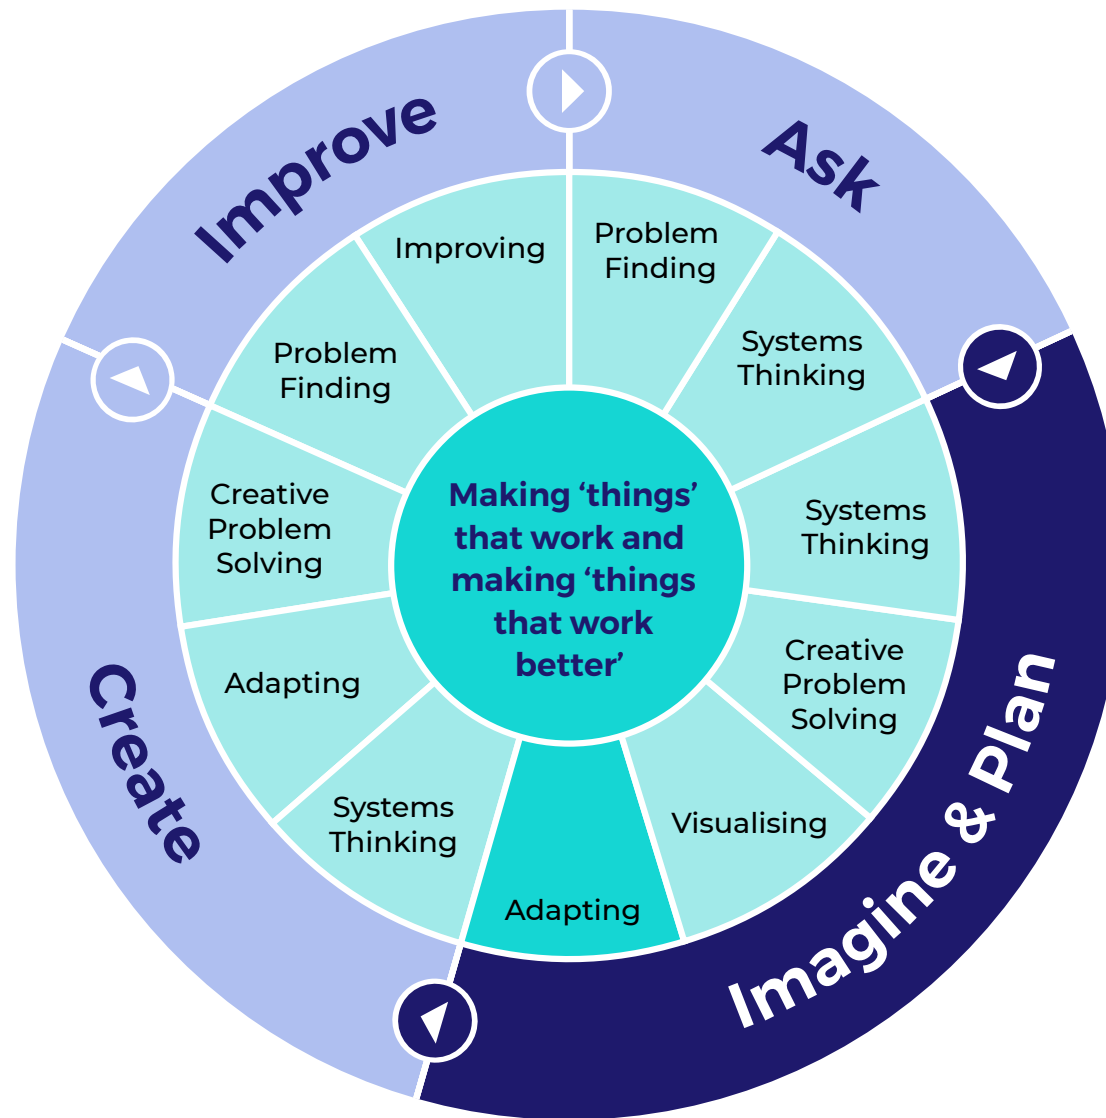 Improve
Ask
Imagine & Plan
Create
Improving
Problem
Finding
Systems
Thinking
Systems
Thinking
Creative
Problem
Solving
Visualising
Adapting
Systems
Thinking
Adapting
Creative
Problem
Solving
Problem
Finding
Making ‘things’
that work and
making ‘things
that work
better’